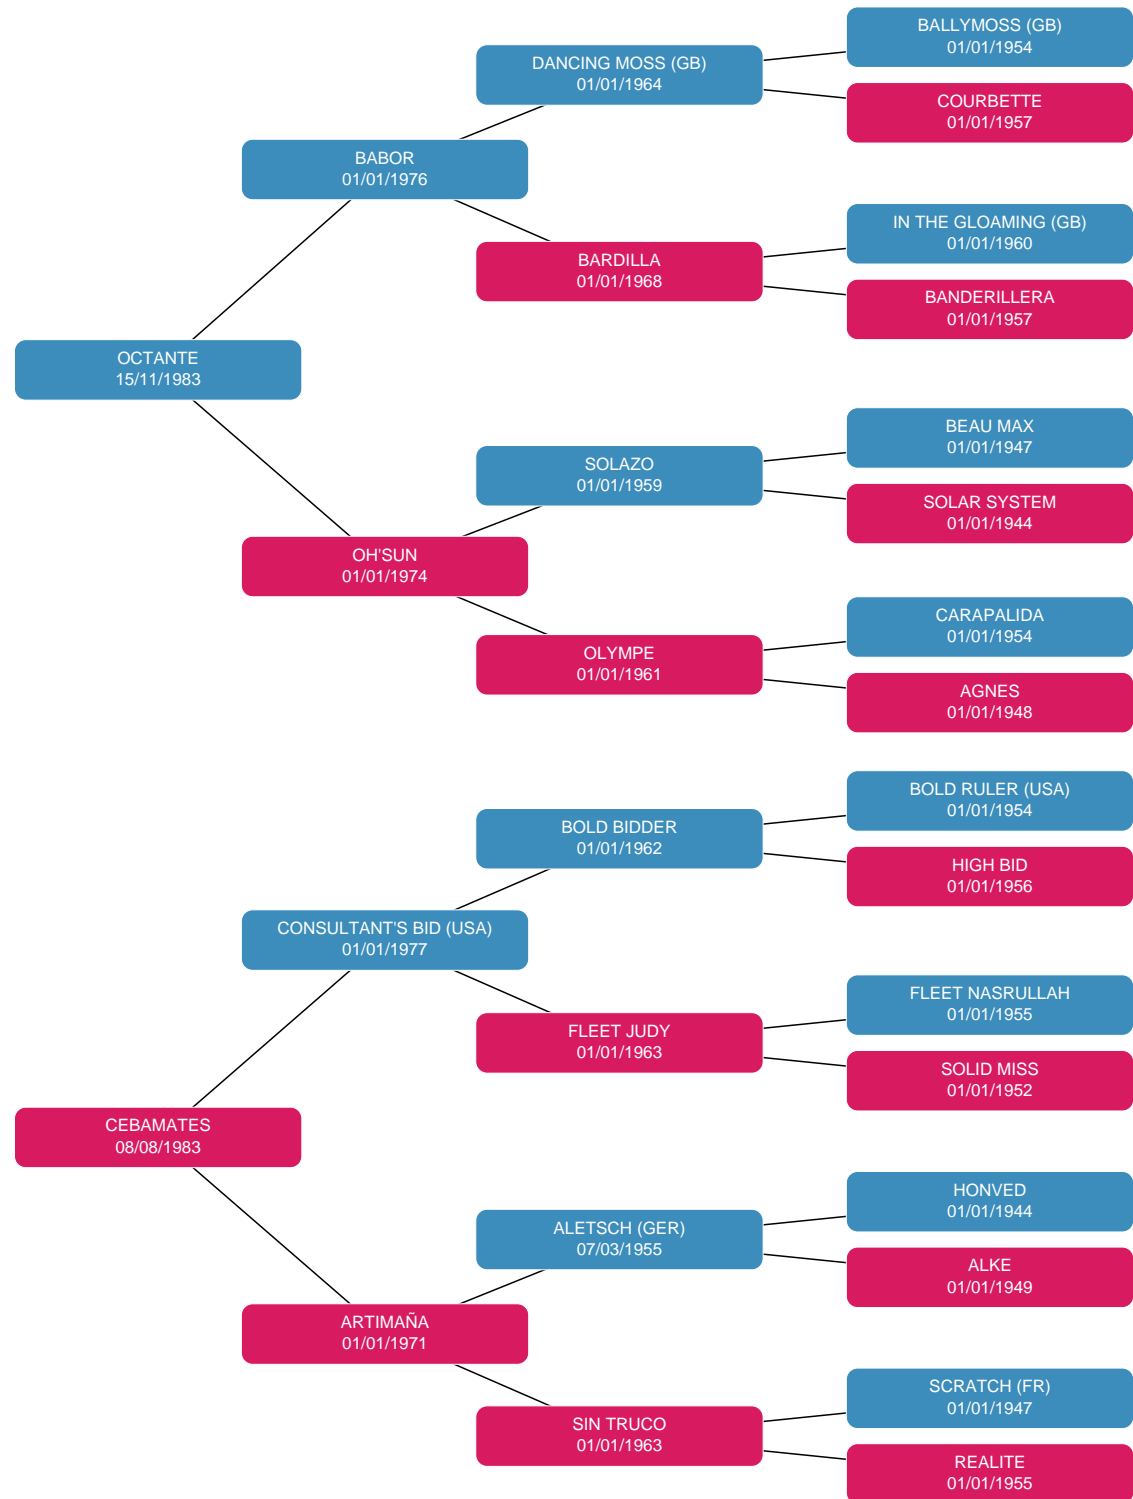 BALLYMOSS (GB)
01/01/1954
DANCING MOSS (GB)
01/01/1964
COURBETTE
01/01/1957
BABOR
01/01/1976
IN THE GLOAMING (GB)
01/01/1960
BARDILLA
01/01/1968
BANDERILLERA
01/01/1957
OCTANTE
15/11/1983
BEAU MAX
01/01/1947
SOLAZO
01/01/1959
SOLAR SYSTEM
01/01/1944
OH'SUN
01/01/1974
CARAPALIDA
01/01/1954
OLYMPE
01/01/1961
AGNES
01/01/1948
BOLD RULER (USA)
01/01/1954
BOLD BIDDER
01/01/1962
HIGH BID
01/01/1956
CONSULTANT'S BID (USA)
01/01/1977
FLEET NASRULLAH
01/01/1955
FLEET JUDY
01/01/1963
SOLID MISS
01/01/1952
CEBAMATES
08/08/1983
HONVED
01/01/1944
ALETSCH (GER)
07/03/1955
ALKE
01/01/1949
ARTIMAÑA
01/01/1971
SCRATCH (FR)
01/01/1947
SIN TRUCO
01/01/1963
REALITE
01/01/1955